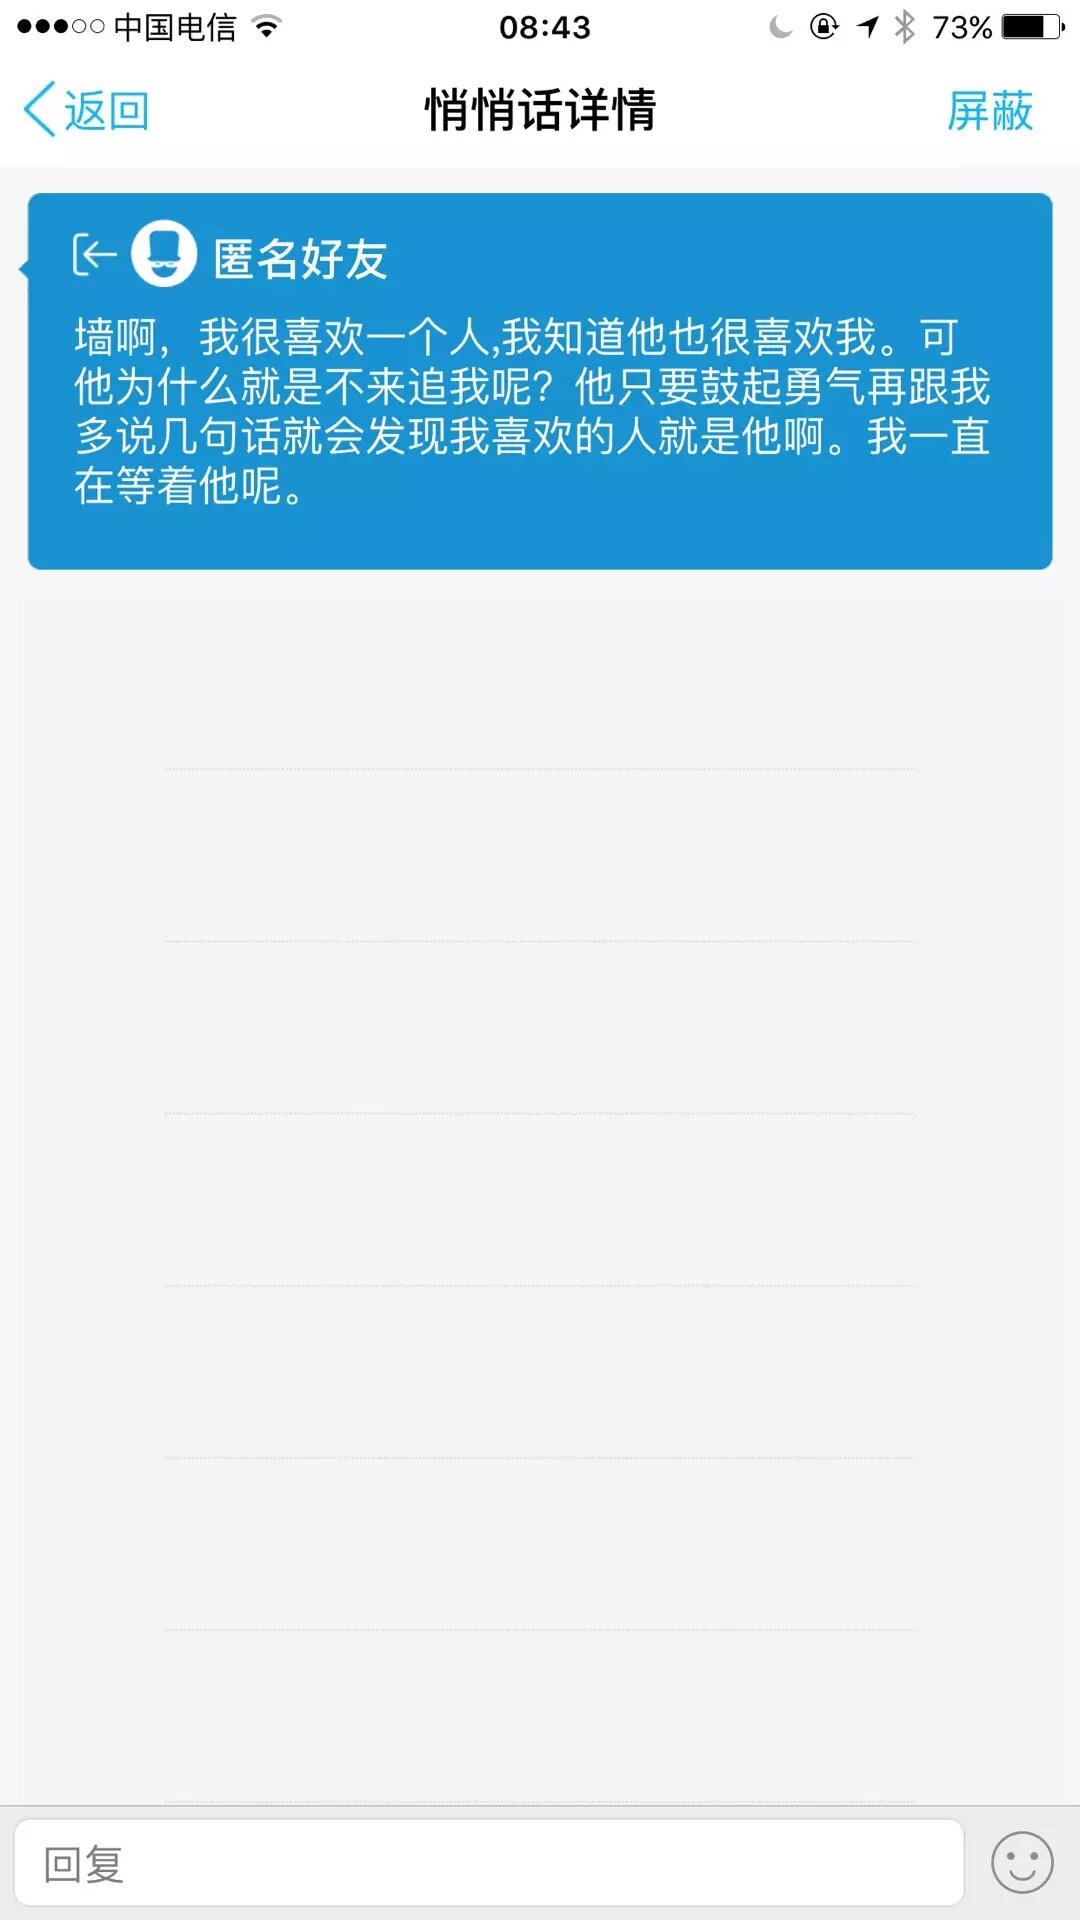 中国电信
08:43
73%
返回
悄悄话详情
屏蔽
匿名好友
墙啊，我很喜欢一个人,我知道他也很喜欢我。可
他为什么就是不来追我呢？他只要鼓起勇气再跟我
多说几句话就会发现我喜欢的人就是他啊。我一直
在等着他呢。
回复